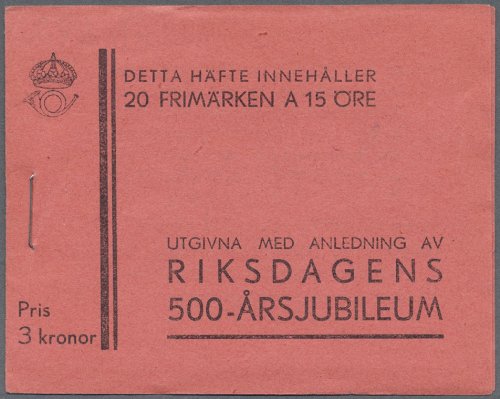 DETTA HÄFTE INNEHÅLLER
20 FRIMÄRKEN A 15 ÖRE
UTGIVNA MED ANLEDNING AV
RIKSDAGENS
500-ÅRSJUBILEUM
Pris
3 kronor